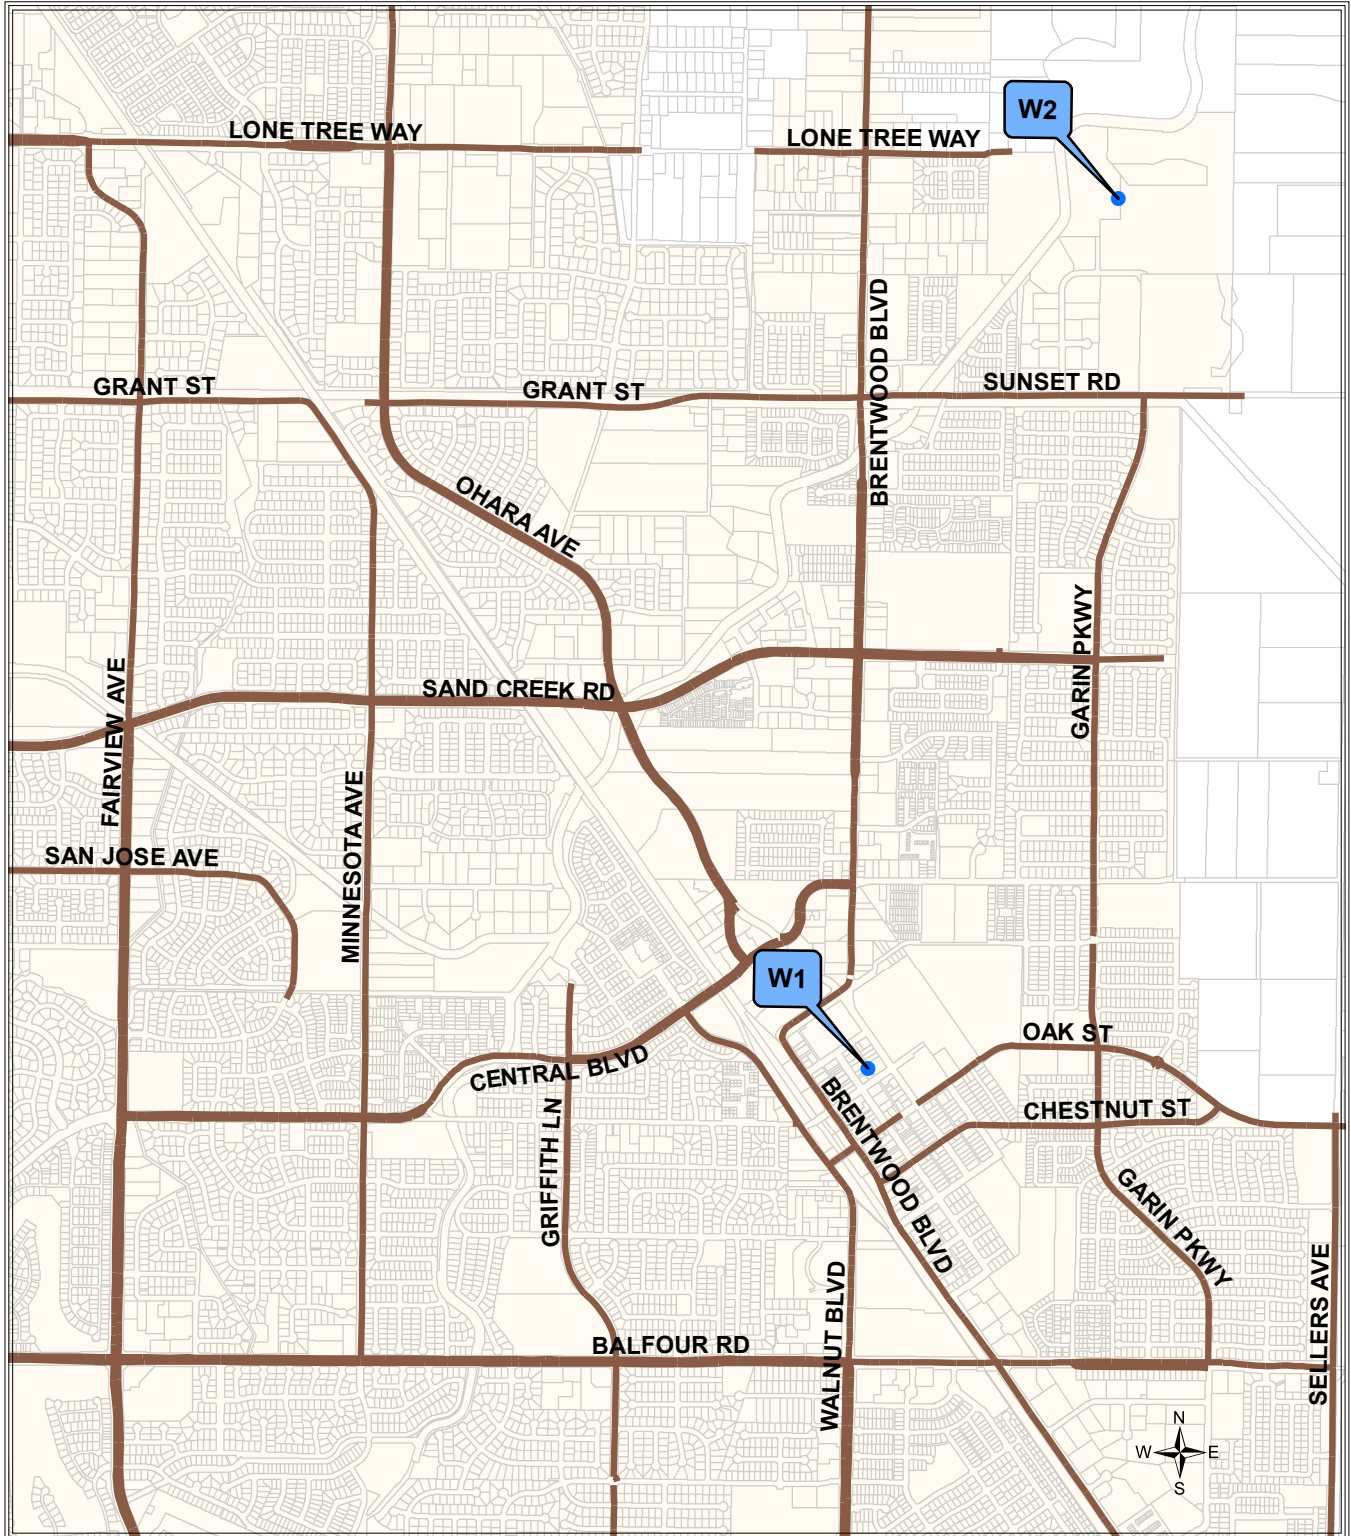 W2
LONE TREE WAY
LONE TREE WAY
BRENTWOOD BLVD
GRANT ST
GRANT ST
SUNSET RD
OHARA AVE
GARIN PKWY
FAIRVIEW AVE
SAND CREEK RD
MINNESOTA AVE
SAN JOSE AVE
W1
OAK ST
CENTRAL BLVD
CHESTNUT ST
GRIFFITH LN
BRENTWOOD BLVD
GARIN PKWY
WALNUT BLVD
SELLERS AVE
BALFOUR RD
N
W E
S